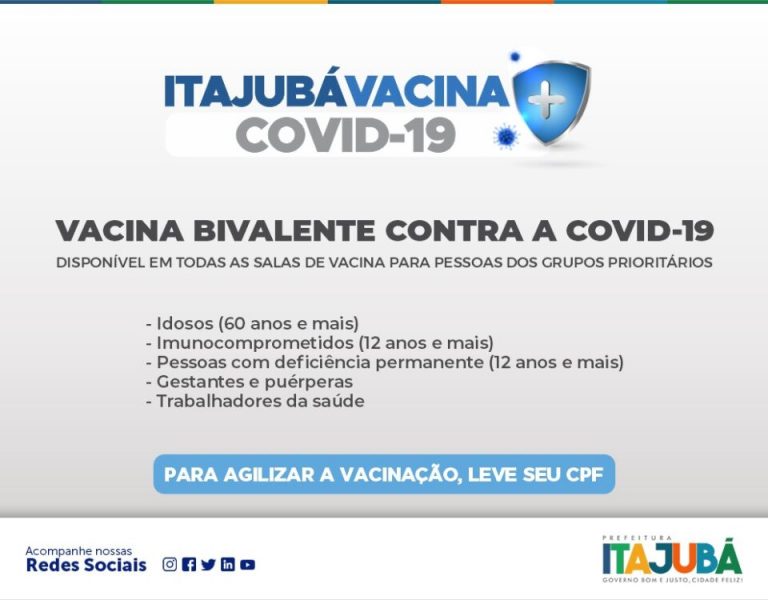 ITAJUBÁVACINA
COVID-19
VACINA BIVALENTE CONTRA A COVID-19
DISPONÍVEL EM TODAS AS SALAS DE VACINA PARA PESSOAS DOS GRUPOS PRIORITÁRIOS
- Idosos (60 anos e mais)
- Imunocomprometidos (12 anos e mais)
- Pessoas com deficiência permanente (12 anos e mais)
- Gestantes e puérperas
- Trabalhadores da saúde
PARA AGILIZAR A VACINAÇÃO, LEVE SEU CPF
Acompanhe nossas
Redes Sociais
PREFEITURA
ITAJUBÁ
GOVERNO BOM E JUSTO, CIDADE FELIZ!